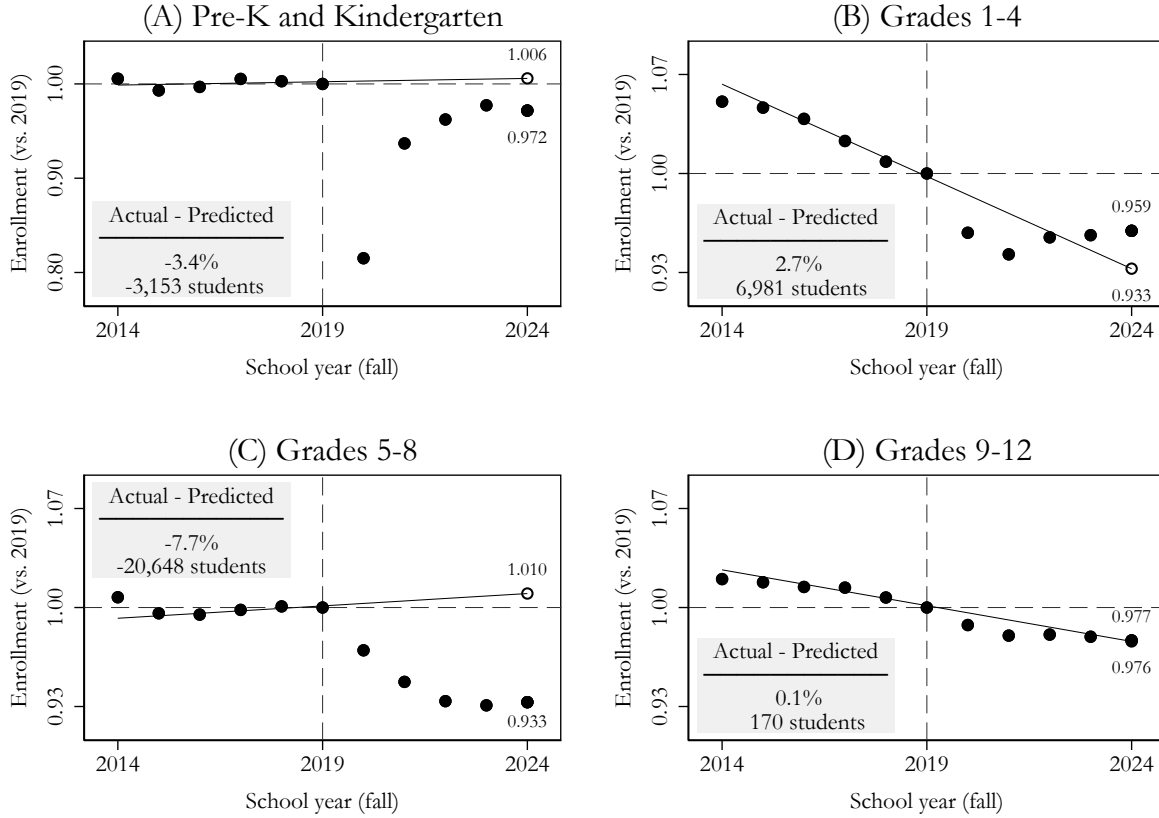 (A) Pre-K and Kindergarten
Enrollment (vs. 2019)
1.00
0.90
0.80
1.006
0.972
Actual - Predicted
-3.4%
-3,153 students
2014
2019
2024
School year (fall)
(B) Grades 1-4
Enrollment (vs. 2019)
1.07
1.00
0.93
0.959
0.933
Actual - Predicted
2.7%
6,981 students
2014
2019
2024
School year (fall)
(C) Grades 5-8
Enrollment (vs. 2019)
1.07
1.00
0.93
Actual - Predicted
-7.7%
-20,648 students
1.010
0.933
2014
2019
2024
School year (fall)
(D) Grades 9-12
Enrollment (vs. 2019)
1.07
1.00
0.93
0.977
0.976
Actual - Predicted
0.1%
170 students
2014
2019
2024
School year (fall)